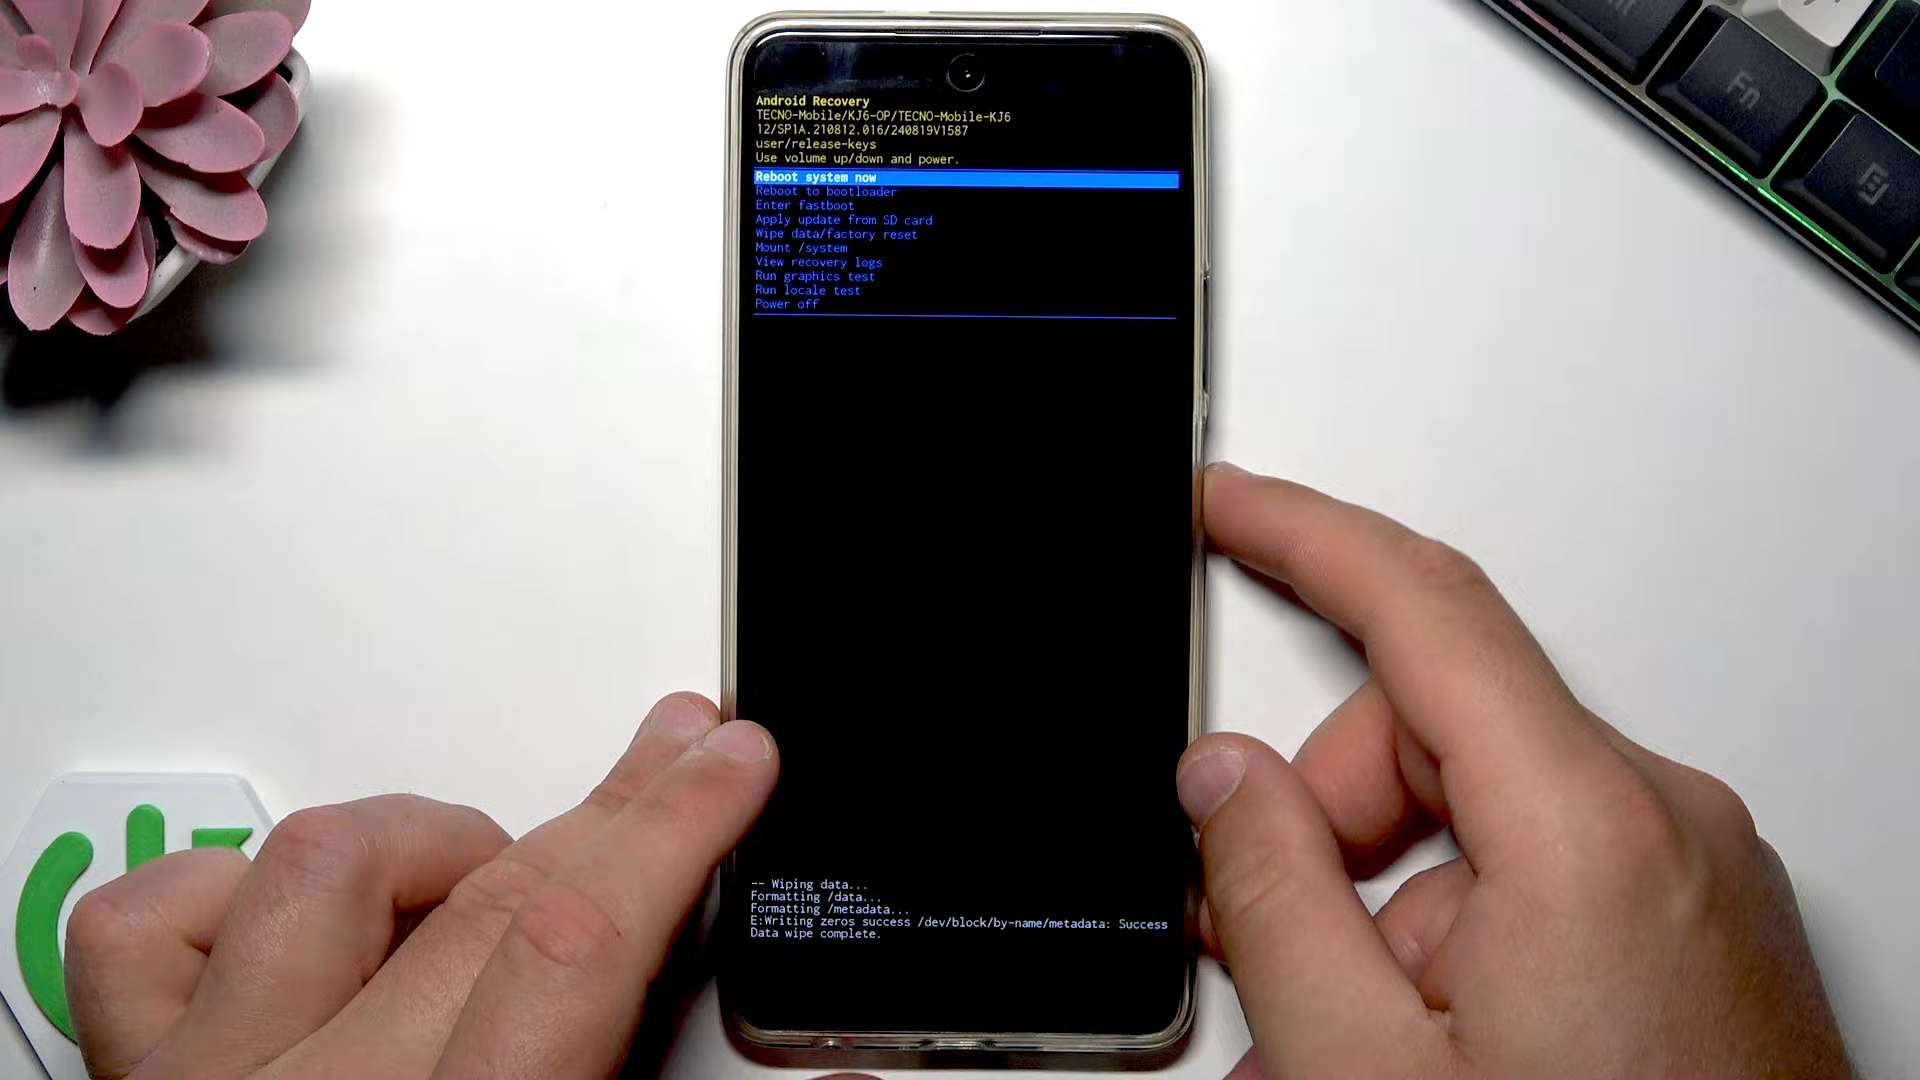 Android Recovery
TECNO-Mobile/KJ6-OP/TECNO-Mobile-KJ6
12/SP1A.210812.016/240819V1587
user/release-keys
Use volume up/down and power.
Reboot system now
Reboot to bootloader
Enter fastboot
Apply update from SD card
Wipe data/factory reset
Mount /system
View recovery logs
Run graphics test
Run locale test
Power off
-- Wiping data...
Formatting /data...
Formatting /metadata...
E:Writing zeros success /dev/block/by-name/metadata: Success
Data wipe complete.
Fn